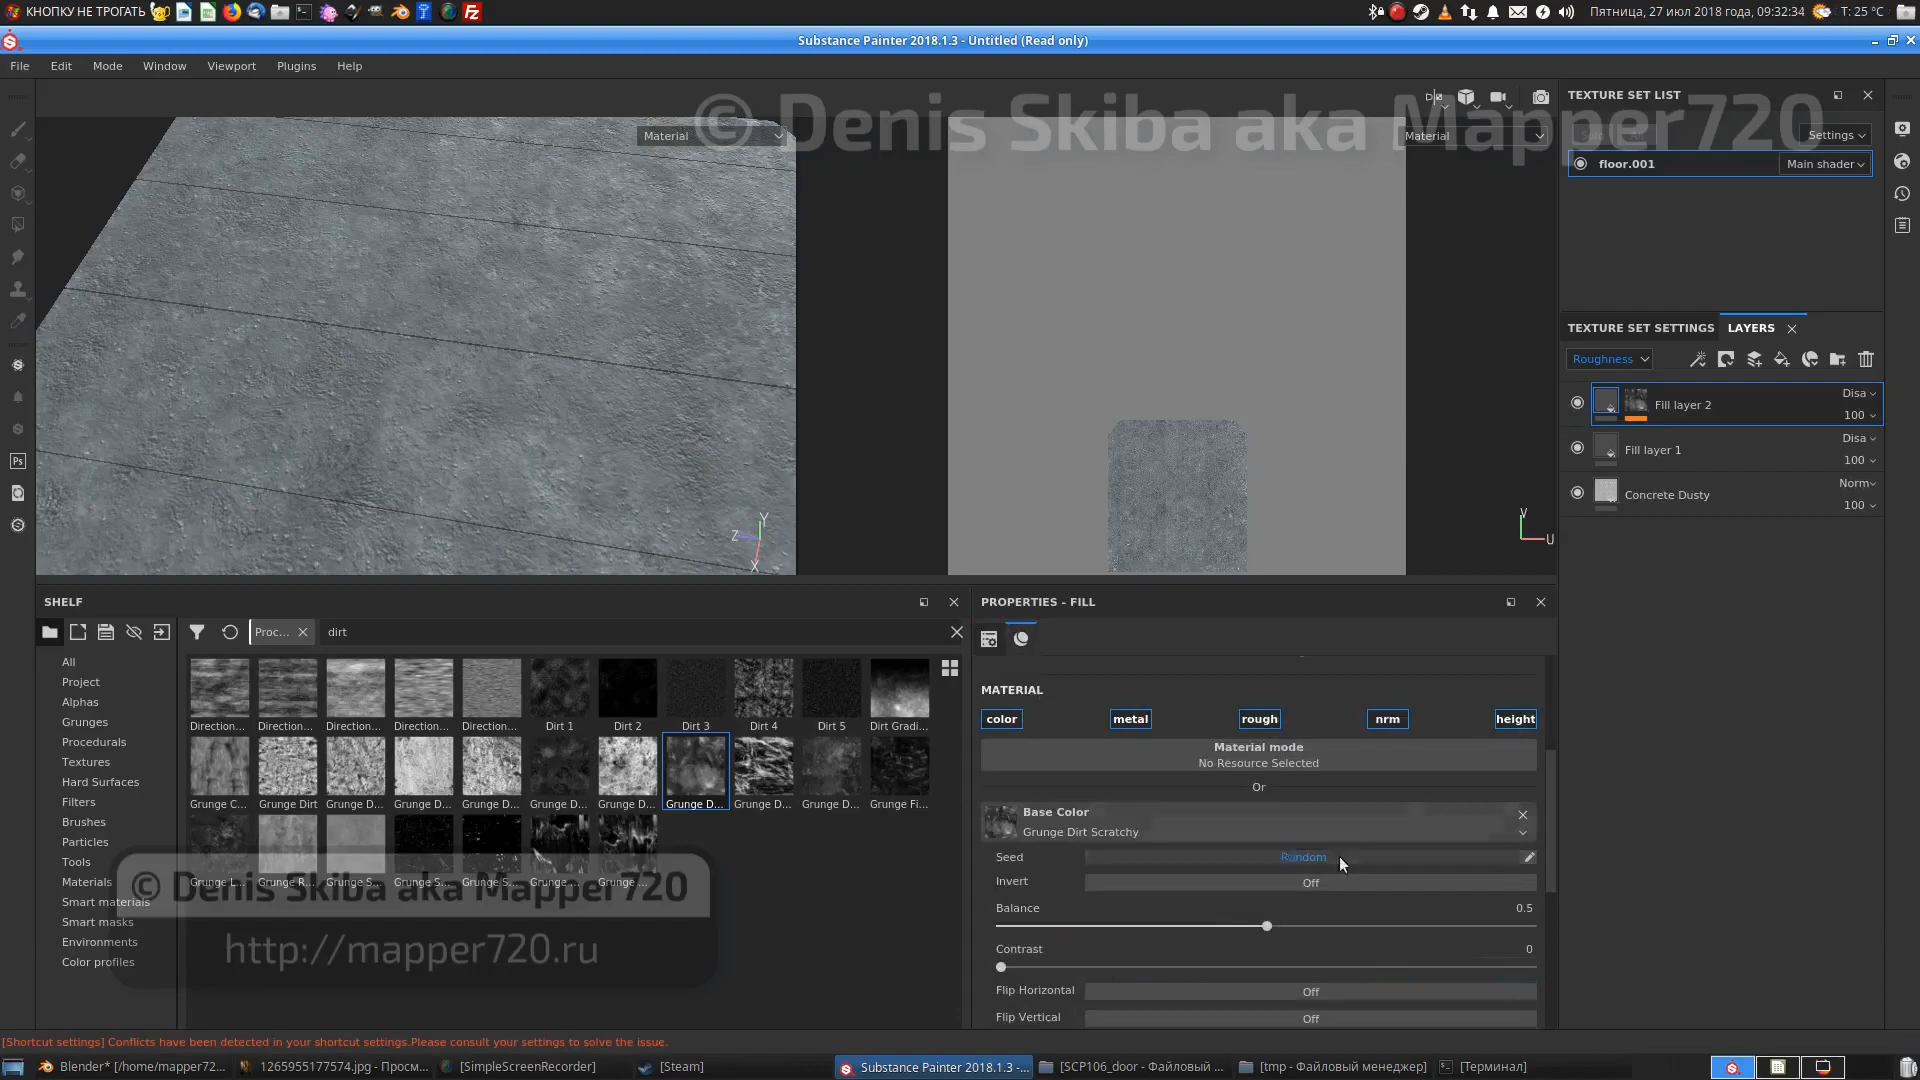 КНОПКУ НЕ ТРОГАТЬ
Пятница, 27 июл 2018 года, 09:32:34
T: 25 °C
Substance Painter 2018.1.3 - Untitled (Read only)
File Edit Mode Window Viewport Plugins Help
© Denis Skiba aka Mapper720
Material
Material
TEXTURE SET LIST
Settings
floor.001
Main shader
TEXTURE SET SETTINGS
LAYERS
Roughness
Disa
Fill layer 2
100
Disa
Fill layer 1
100
Norm
Concrete Dusty
100
Y
Z
X
V
U
SHELF
Proc...
dirt
All
Project
Alphas
Grunges
Procedurals
Textures
Hard Surfaces
Filters
Brushes
Particles
Tools
Materials
Smart materials
Smart masks
Environments
Color profiles
Direction... Direction... Direction... Direction... Direction... Dirt 1 Dirt 2 Dirt 3 Dirt 4 Dirt 5 Dirt Gradi...
Grunge C... Grunge Dirt Grunge D... Grunge D... Grunge D... Grunge D... Grunge D... Grunge D... Grunge D... Grunge D... Grunge Fi...
Grunge L... Grunge R... Grunge S... Grunge S... Grunge S... Grunge ... Grunge ...
© Denis Skiba aka Mapper720
http://mapper720.ru
PROPERTIES - FILL
MATERIAL
color metal rough nrm height
Material mode
No Resource Selected
Or
Base Color
Grunge Dirt Scratchy
Seed Random
Invert Off
Balance 0.5
Contrast 0
Flip Horizontal Off
Flip Vertical Off
[Shortcut settings] Conflicts have been detected in your shortcut settings.Please consult your settings to solve the issue.
Blender* [/home/mapper72...
1265955177574.jpg - Просм...
[SimpleScreenRecorder]
[Steam]
Substance Painter 2018.1.3 -...
[SCP106_door - Файловый ...
[tmp - Файловый менеджер]
[Терминал]